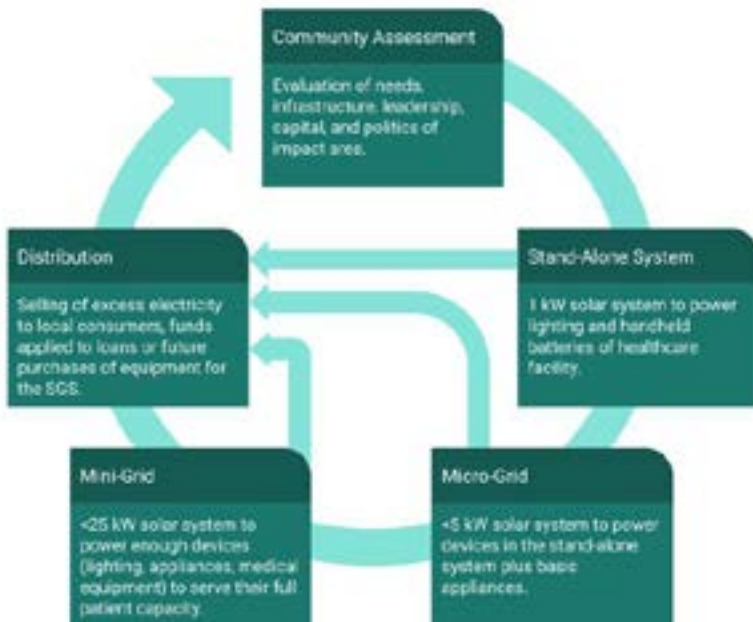 Community Assessment
Evaluation of needs,
infrastructure, leadership,
capital, and politics of
impact area.
Distribution
Selling of excess electricity
to local consumers, funds
applied to loans or future
purchases of equipment for
the SGS.
Stand-Alone System
1 kW solar system to power
lighting and handheld
batteries of healthcare
facility.
Mini-Grid
<25 kW solar system to
power enough devices
(lighting, appliances, medical
equipment) to serve their full
patient capacity.
Micro-Grid
<5 kW solar system to power
devices in the stand-alone
system plus basic
appliances.